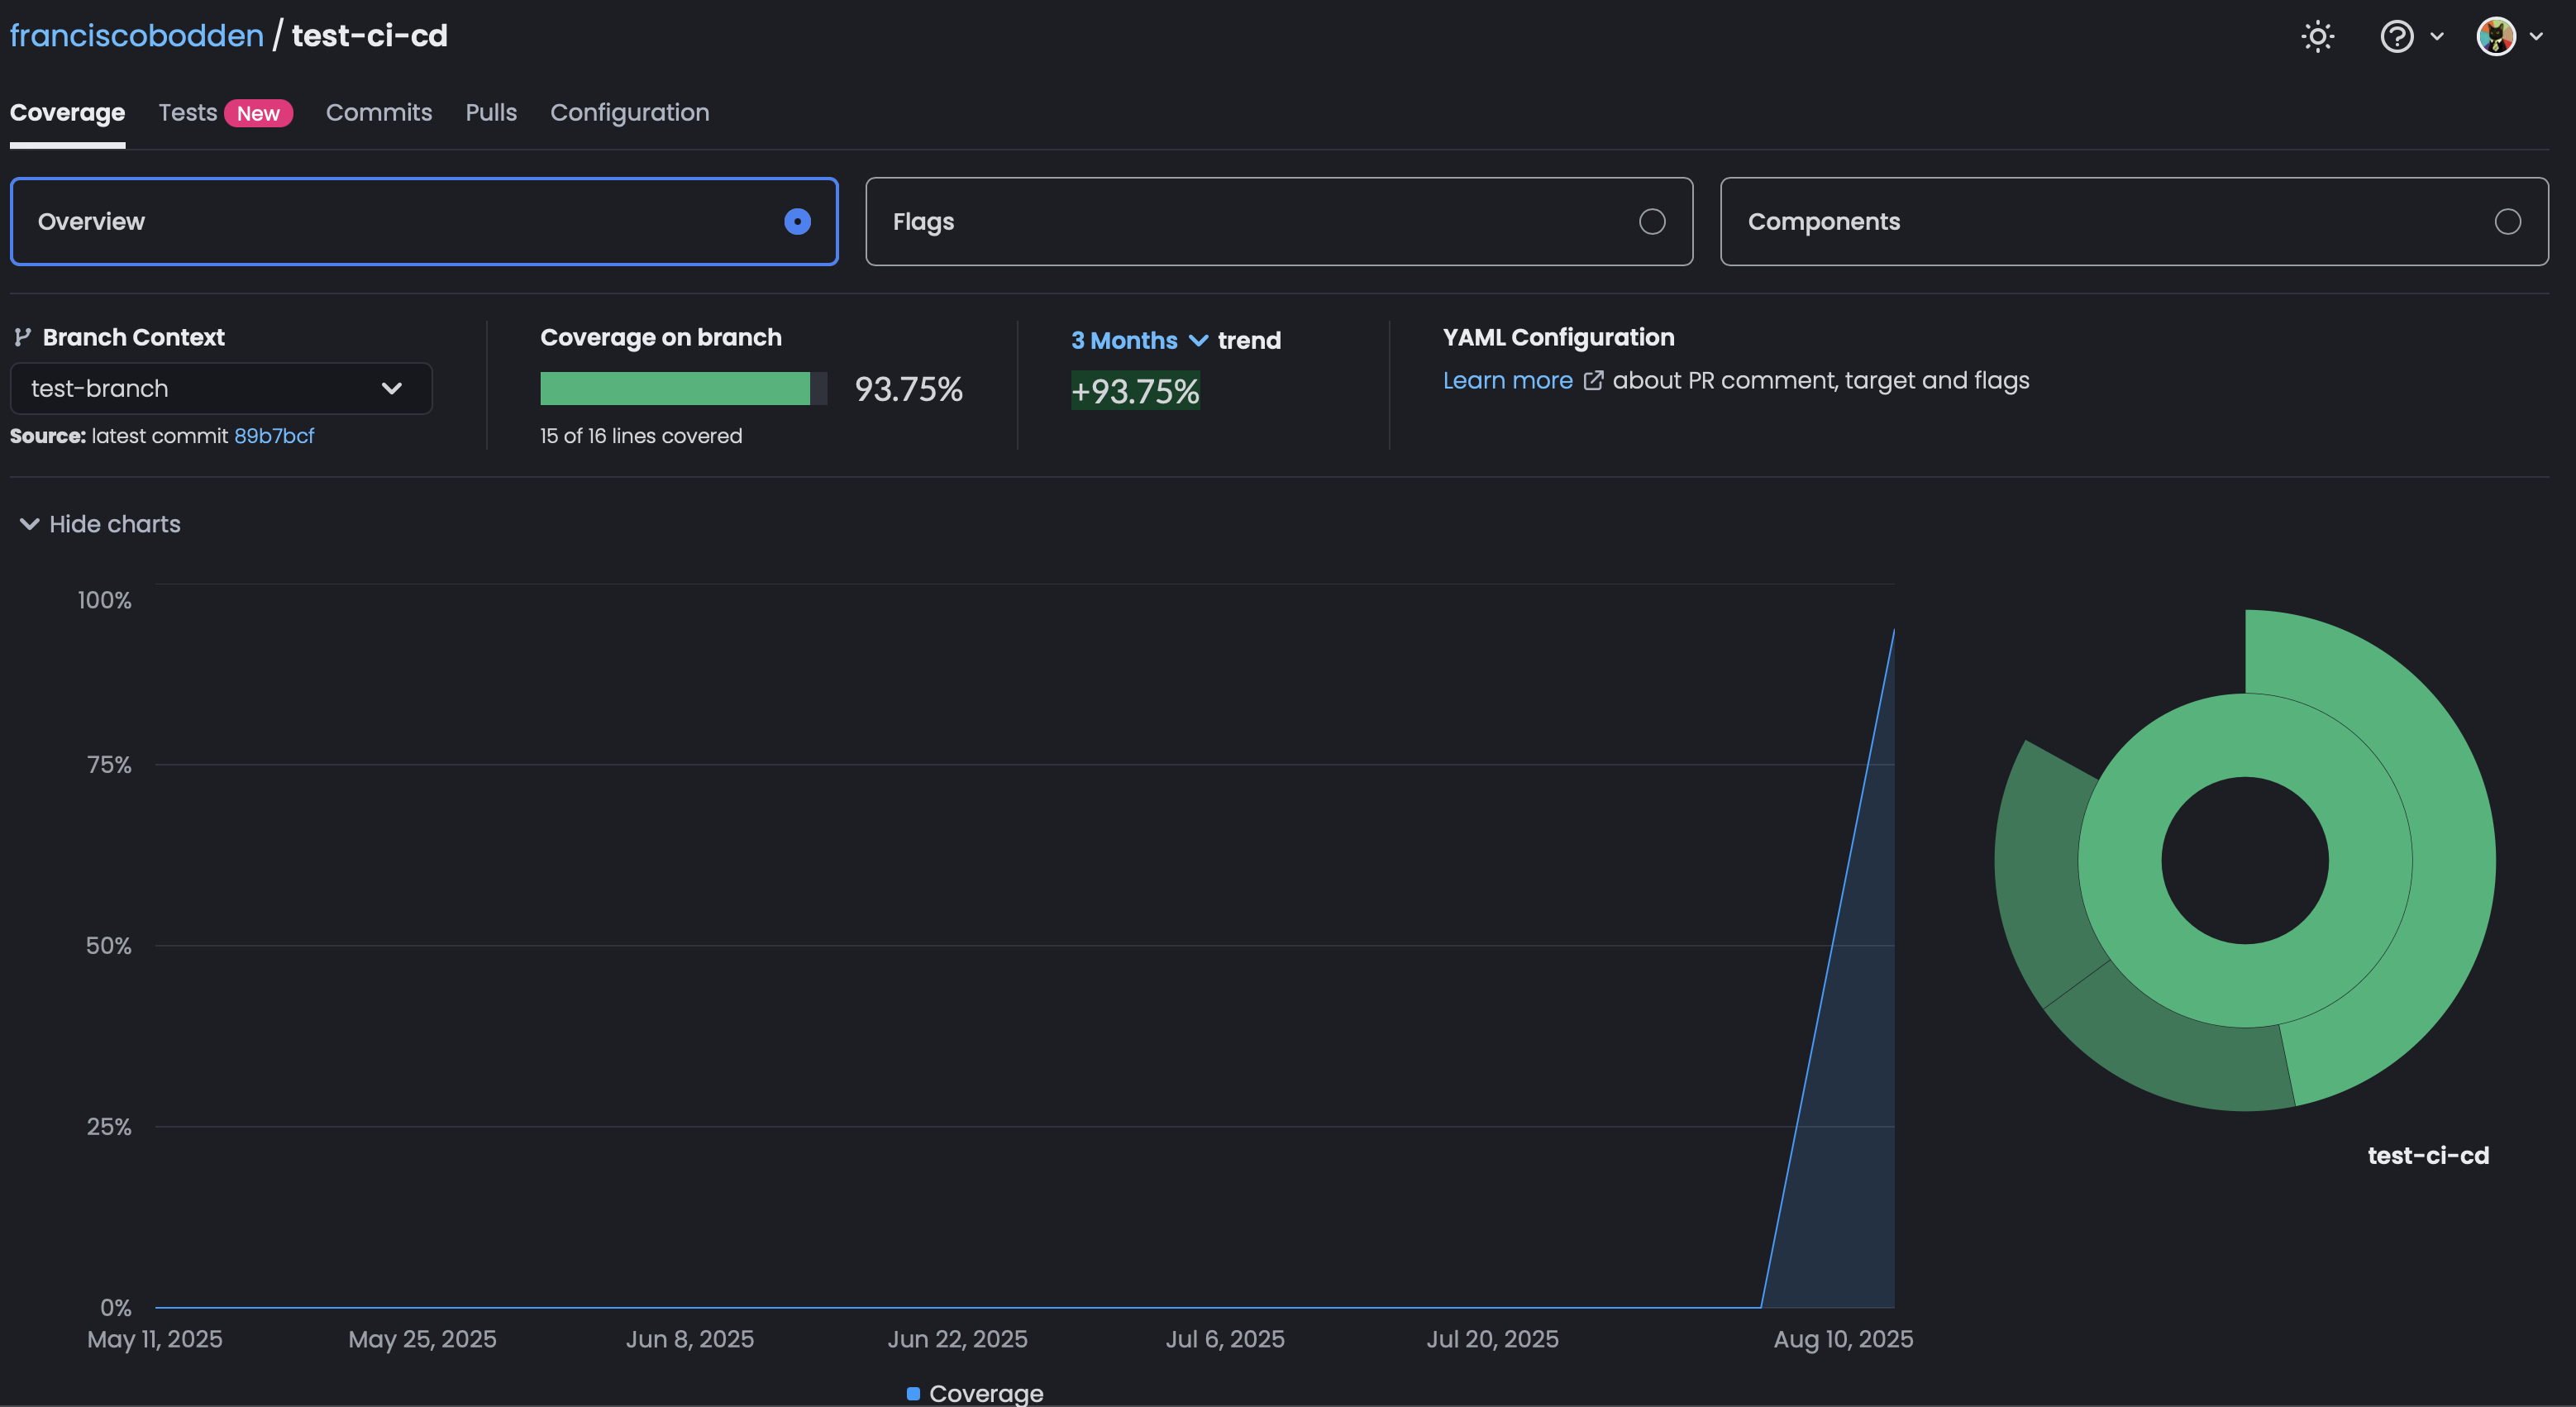 franciscobodden / test-ci-cd
Coverage Tests New Commits Pulls Configuration
Overview
Flags
Components
Branch Context
test-branch
Source: latest commit 89b7bcf
Coverage on branch
93.75%
15 of 16 lines covered
3 Months trend
+93.75%
YAML Configuration
Learn more about PR comment, target and flags
Hide charts
100%
75%
50%
25%
0%
May 11, 2025 May 25, 2025 Jun 8, 2025 Jun 22, 2025 Jul 6, 2025 Jul 20, 2025 Aug 10, 2025
Coverage
test-ci-cd